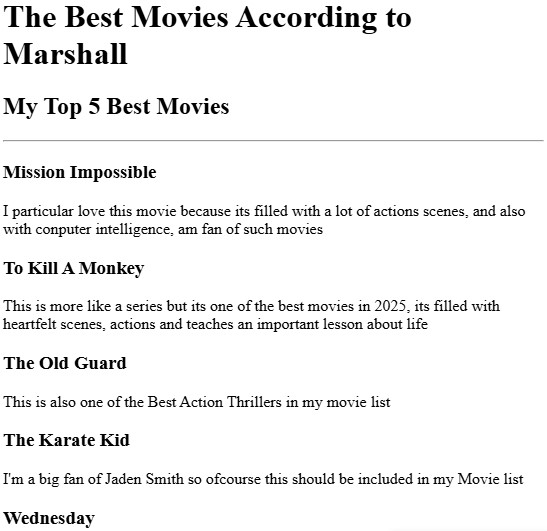 The Best Movies According to
Marshall
My Top 5 Best Movies
Mission Impossible
I particular love this movie because its filled with a lot of actions scenes, and also
with conputer intelligence, am fan of such movies
To Kill A Monkey
This is more like a series but its one of the best movies in 2025, its filled with
heartfelt scenes, actions and teaches an important lesson about life
The Old Guard
This is also one of the Best Action Thrillers in my movie list
The Karate Kid
I'm a big fan of Jaden Smith so ofcourse this should be included in my Movie list
Wednesday